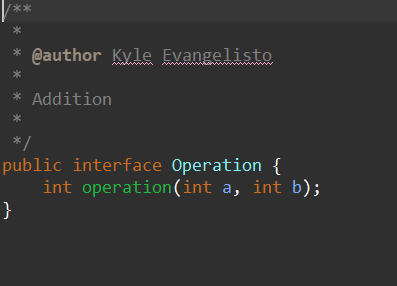 /**
 *
 * @author Kyle Evangelisto
 *
 * Addition
 *
 */
public interface Operation {
    int operation(int a, int b);
}